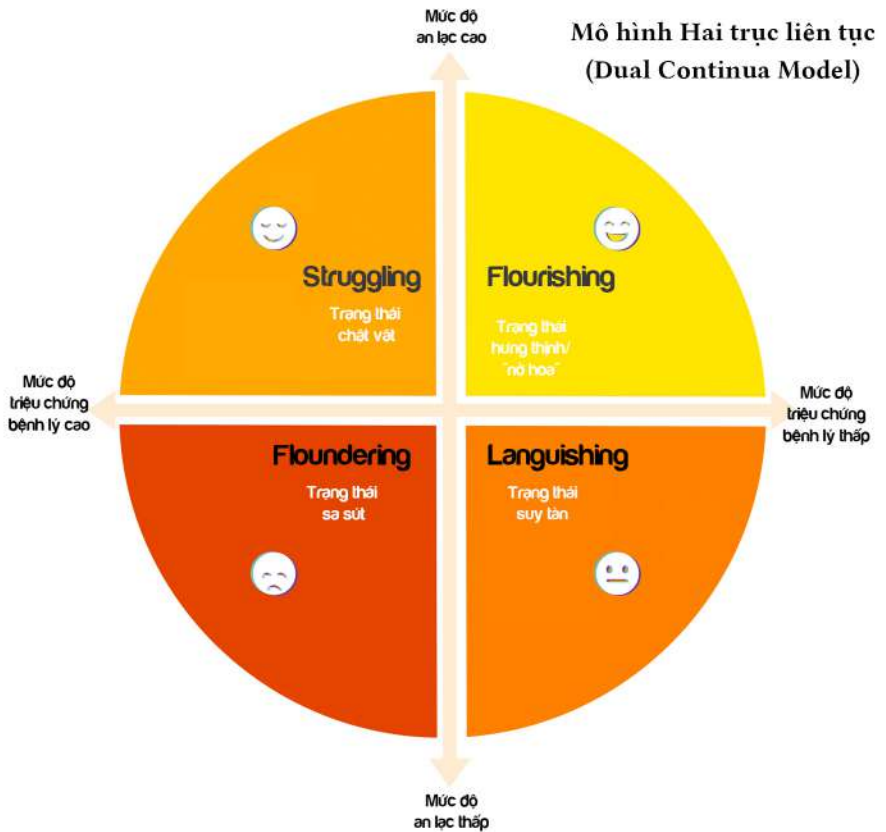 Mức độ
an lạc cao
Mô hình Hai trục liên tục
(Dual Continua Model)
Struggling
Trạng thái
chật vật
Flourishing
Trạng thái
hưng thịnh/
"nở hoa"
Mức độ
triệu chứng
bệnh lý cao
Mức độ
triệu chứng
bệnh lý thấp
Floundering
Trạng thái
sa sút
Languishing
Trạng thái
suy tàn
Mức độ
an lạc thấp